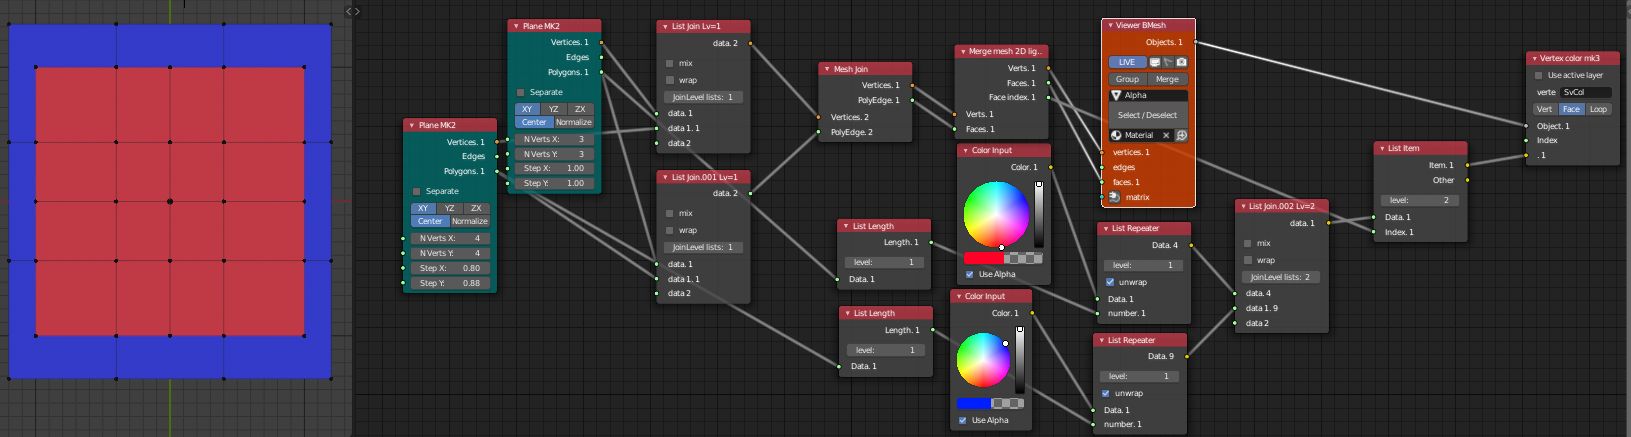 Plane MK2
Vertices. 1
Edges
Polygons. 1
Separate
XY YZ ZX
Center Normalize
N Verts X: 4
N Verts Y: 4
Step X: 0.80
Step Y: 0.88
Plane MK2
Vertices. 1
Edges
Polygons. 1
Separate
XY YZ ZX
Center Normalize
N Verts X: 3
N Verts Y: 3
Step X: 1.00
Step Y: 1.00
List Join Lv=1
data. 2
mix
wrap
JoinLevel lists: 1
data. 1
data 1. 1
data 2
List Join.001 Lv=1
data. 2
mix
wrap
JoinLevel lists: 1
data. 1
data 1. 1
data 2
Mesh Join
Vertices. 1
PolyEdge. 1
Vertices. 2
PolyEdge. 2
List Length
Length. 1
level: 1
Data. 1
List Length
Length. 1
level: 1
Data. 1
Merge mesh 2D lig..
Verts. 1
Faces. 1
Face index. 1
Verts. 1
Faces. 1
Color Input
Color. 1
Use Alpha
Color Input
Color. 1
Use Alpha
Viewer BMesh
Objects. 1
LIVE
Group Merge
Alpha
Select / Deselect
Material
vertices. 1
edges
faces. 1
matrix
List Repeater
Data. 4
level: 1
unwrap
Data. 1
number. 1
List Repeater
Data. 9
level: 1
unwrap
Data. 1
number. 1
List Join.002 Lv=2
data. 1
mix
wrap
JoinLevel lists: 2
data. 4
data 1. 9
data 2
List Item
Item. 1
Other
level: 2
Data. 1
Index. 1
Vertex color mk3
Use active layer
verte SvCol
Vert Face Loop
Object. 1
Index
. 1